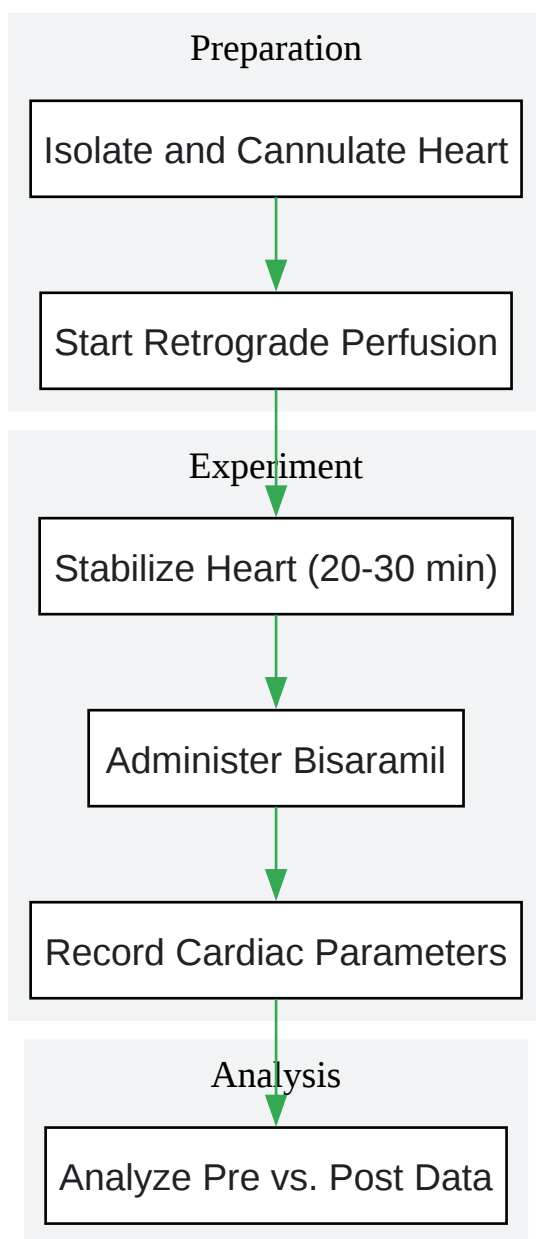 Preparation
Isolate and Cannulate Heart
Start Retrograde Perfusion
Experiment
Stabilize Heart (20-30 min)
Administer Bisaramil
Record Cardiac Parameters
Analysis
Analyze Pre vs. Post Data